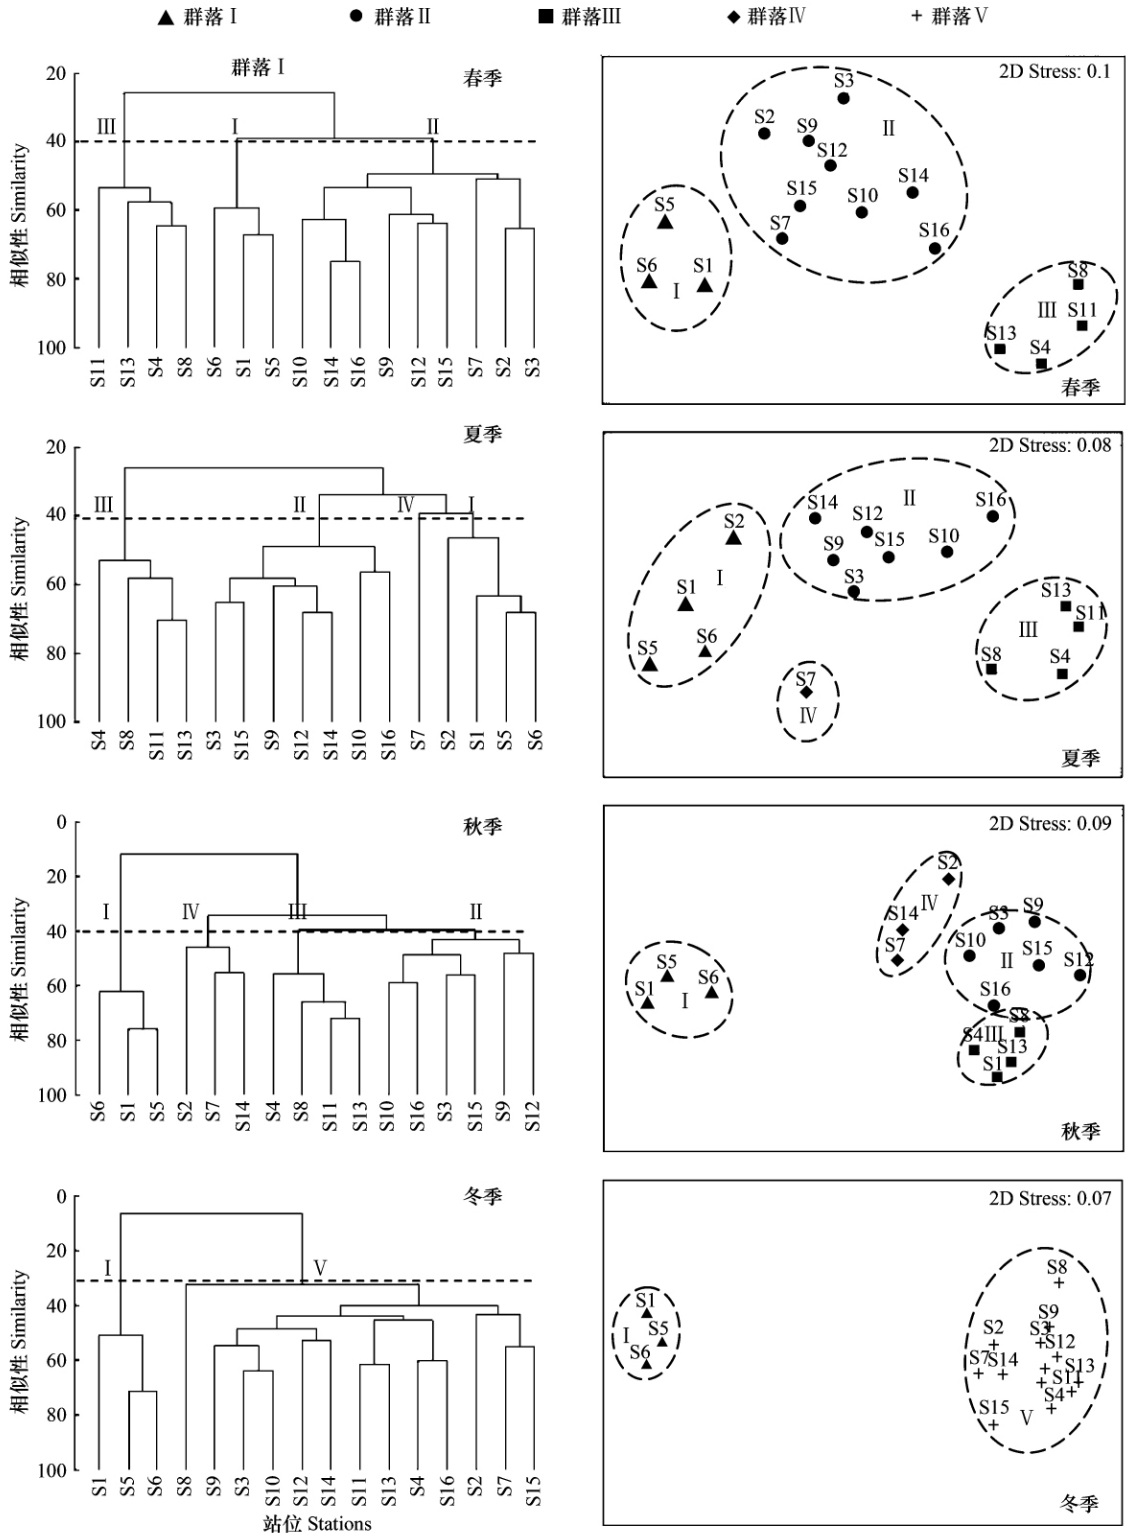 群落Ⅰ 群落Ⅱ 群落Ⅲ 群落Ⅳ 群落Ⅴ
群落Ⅰ
春季
相似性 Similarity
20
40
60
80
100
Ⅲ Ⅰ Ⅱ
S11 S13 S4 S8 S6 S1 S5 S10 S14 S16 S9 S12 S15 S7 S2 S3
2D Stress: 0.1
S3
S2 S9 Ⅱ
S12
S15 S10 S14
S7 S16
S5
S6 S1
Ⅰ
S8
Ⅲ S11
S13 S4
春季
夏季
相似性 Similarity
20
40
60
80
100
Ⅲ Ⅱ Ⅳ Ⅰ
S4 S8 S11 S13 S3 S15 S9 S12 S14 S10 S16 S7 S2 S1 S5 S6
2D Stress: 0.08
S14 Ⅱ S16
S2 S12
S9 S15 S10
Ⅰ S3
S1 S13
S11
S5 S6 Ⅲ
S8 S4
S7
Ⅳ
夏季
秋季
相似性 Similarity
0
20
40
60
80
100
Ⅰ Ⅳ Ⅲ Ⅱ
S6 S1 S5 S2 S7 S14 S4 S8 S11 S13 S10 S16 S3 S15 S9 S12
2D Stress: 0.09
S2
Ⅳ
S14 S3 S9
S7 S10 S15
Ⅱ S12
S5 S6
S1 Ⅰ
S16
S8
S4 Ⅲ S13
S1
秋季
冬季
相似性 Similarity
0
20
40
60
80
100
Ⅰ Ⅴ
S1 S5 S6 S8 S9 S3 S10 S12 S14 S11 S13 S4 S16 S2 S7 S15
站位 Stations
2D Stress: 0.07
S1
Ⅰ S5
S6
S8
S9
S2 S3 S12
S7 S14 S13
S11
S4
S15 Ⅴ
冬季